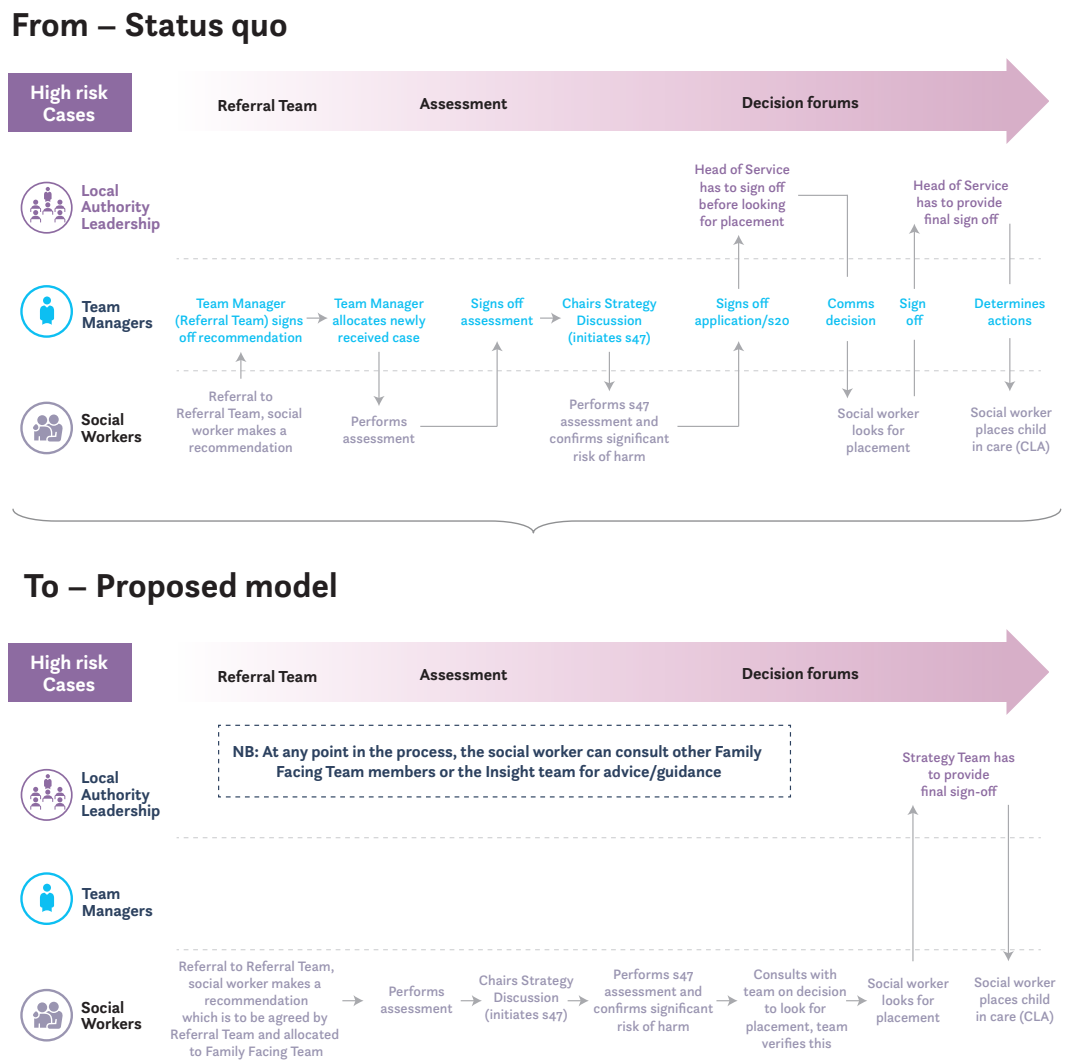 From – Status quo
High risk
Cases
Referral Team
Assessment
Decision forums
Local
Authority
Leadership
Head of Service
has to sign off
before looking
for placement
Head of Service
has to provide
final sign off
Team
Managers
Team Manager
(Referral Team) signs
off recommendation
Team Manager
allocates newly
received case
Signs off
assessment
Chairs Strategy
Discussion
(initiates s47)
Signs off
application/s20
Comms
decision
Sign
off
Determines
actions
Social
Workers
Referral to
Referral Team, social
worker makes a
recommendation
Performs
assessment
Performs s47
assessment and
confirms significant
risk of harm
Social worker
looks for
placement
Social worker
places child
in care (CLA)
To – Proposed model
High risk
Cases
Referral Team
Assessment
Decision forums
NB: At any point in the process, the social worker can consult other Family
Facing Team members or the Insight team for advice/guidance
Local
Authority
Leadership
Strategy Team has
to provide
final sign-off
Team
Managers
Social
Workers
Referral to Referral Team,
social worker makes a
recommendation
which is to be agreed by
Referral Team and allocated
to Family Facing Team
Performs
assessment
Chairs Strategy
Discussion
(initiates s47)
Performs s47
assessment and
confirms significant
risk of harm
Consults with
team on decision
to look for
placement, team
verifies this
Social worker
looks for
placement
Social worker
places child
in care (CLA)